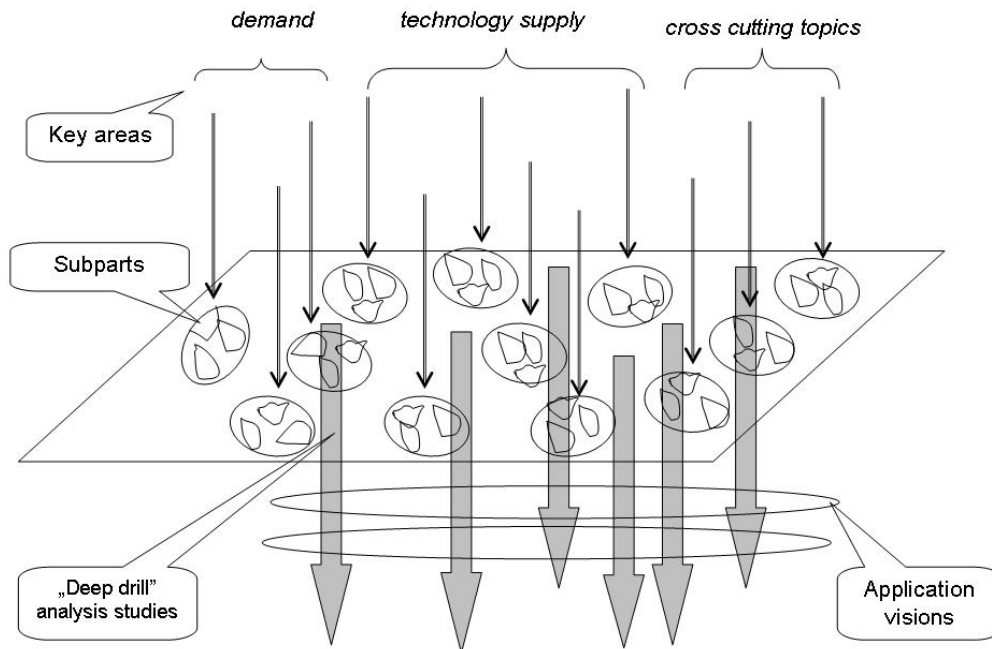 demand
technology supply
cross cutting topics
Key areas
Subparts
„Deep drill”
analysis studies
Application
visions